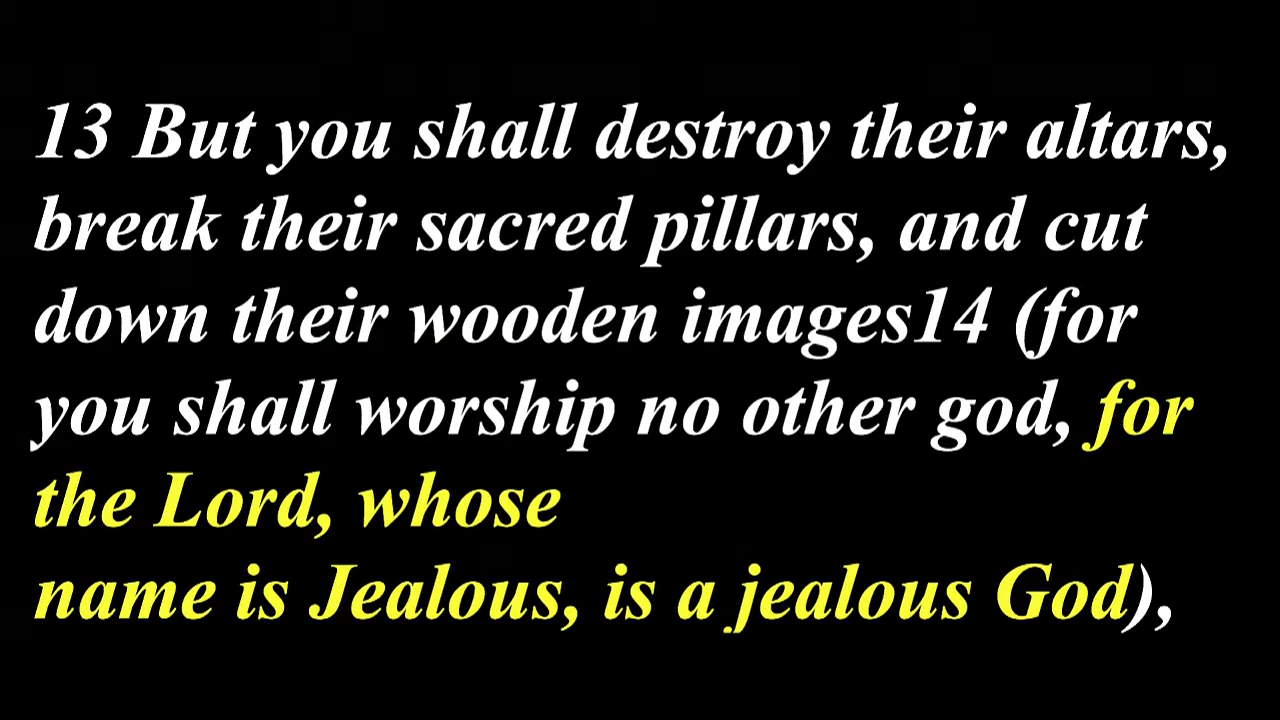 13 But you shall destroy their altars,
break their sacred pillars, and cut
down their wooden images14 (for
you shall worship no other god, for
the Lord, whose
name is Jealous, is a jealous God),